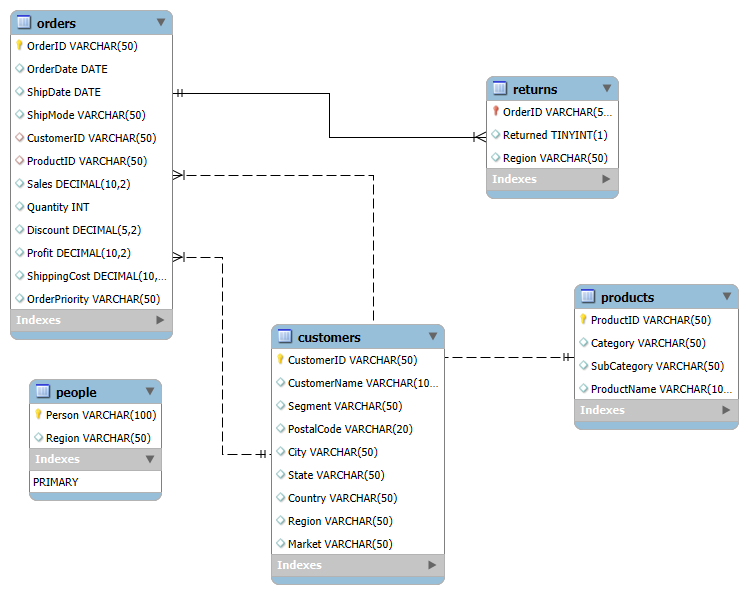 orders
OrderID VARCHAR(50)
OrderDate DATE
ShipDate DATE
ShipMode VARCHAR(50)
CustomerID VARCHAR(50)
ProductID VARCHAR(50)
Sales DECIMAL(10,2)
Quantity INT
Discount DECIMAL(5,2)
Profit DECIMAL(10,2)
ShippingCost DECIMAL(10,...
OrderPriority VARCHAR(50)
Indexes
returns
OrderID VARCHAR(5...
Returned TINYINT(1)
Region VARCHAR(50)
Indexes
products
ProductID VARCHAR(50)
Category VARCHAR(50)
SubCategory VARCHAR(50)
ProductName VARCHAR(10...
Indexes
customers
CustomerID VARCHAR(50)
CustomerName VARCHAR(10...
Segment VARCHAR(50)
PostalCode VARCHAR(20)
City VARCHAR(50)
State VARCHAR(50)
Country VARCHAR(50)
Region VARCHAR(50)
Market VARCHAR(50)
Indexes
people
Person VARCHAR(100)
Region VARCHAR(50)
Indexes
PRIMARY